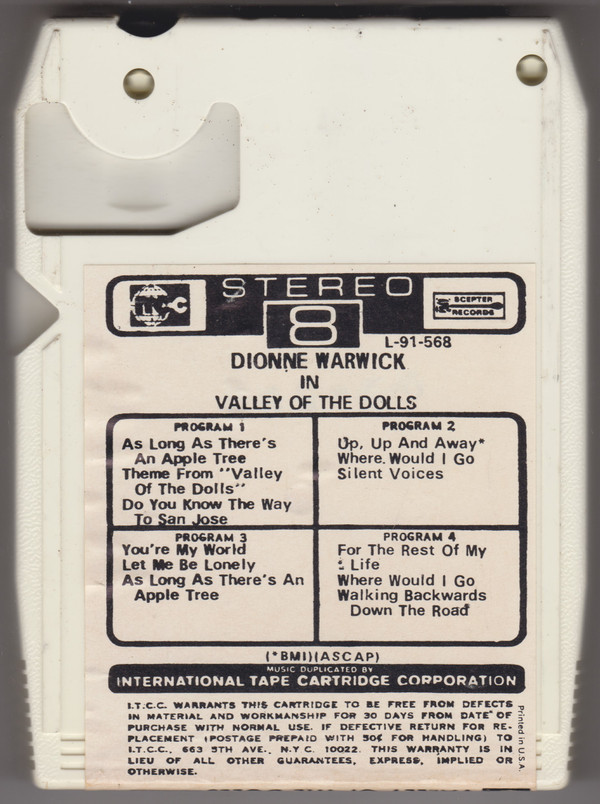 STEREO
8
SCEPTER
RECORDS
L-91-568
DIONNE WARWICK
IN
VALLEY OF THE DOLLS
PROGRAM 1
As Long As There's
An Apple Tree
Theme From "Valley
Of The Dolls"
Do You Know The Way
To San Jose
PROGRAM 2
Up, Up And Away*
Where Would I Go
Silent Voices
PROGRAM 3
You're My World
Let Me Be Lonely
As Long As There's An
Apple Tree
PROGRAM 4
For The Rest Of My
Life
Where Would I Go
Walking Backwards
Down The Road
(*BMI)(ASCAP)
MUSIC DUPLICATED BY
INTERNATIONAL TAPE CARTRIDGE CORPORATION
I.T.C.C. WARRANTS THIS CARTRIDGE TO BE FREE FROM DEFECTS
IN MATERIAL AND WORKMANSHIP FOR 30 DAYS FROM DATE OF
PURCHASE WITH NORMAL USE. IF DEFECTIVE RETURN FOR RE-
PLACEMENT (POSTAGE PREPAID WITH 50¢ FOR HANDLING) TO
I.T.C.C., 663 5TH AVE., N.Y.C. 10022. THIS WARRANTY IS IN
LIEU OF ALL OTHER GUARANTEES, EXPRESS, IMPLIED OR
OTHERWISE.
Printed in U.S.A.